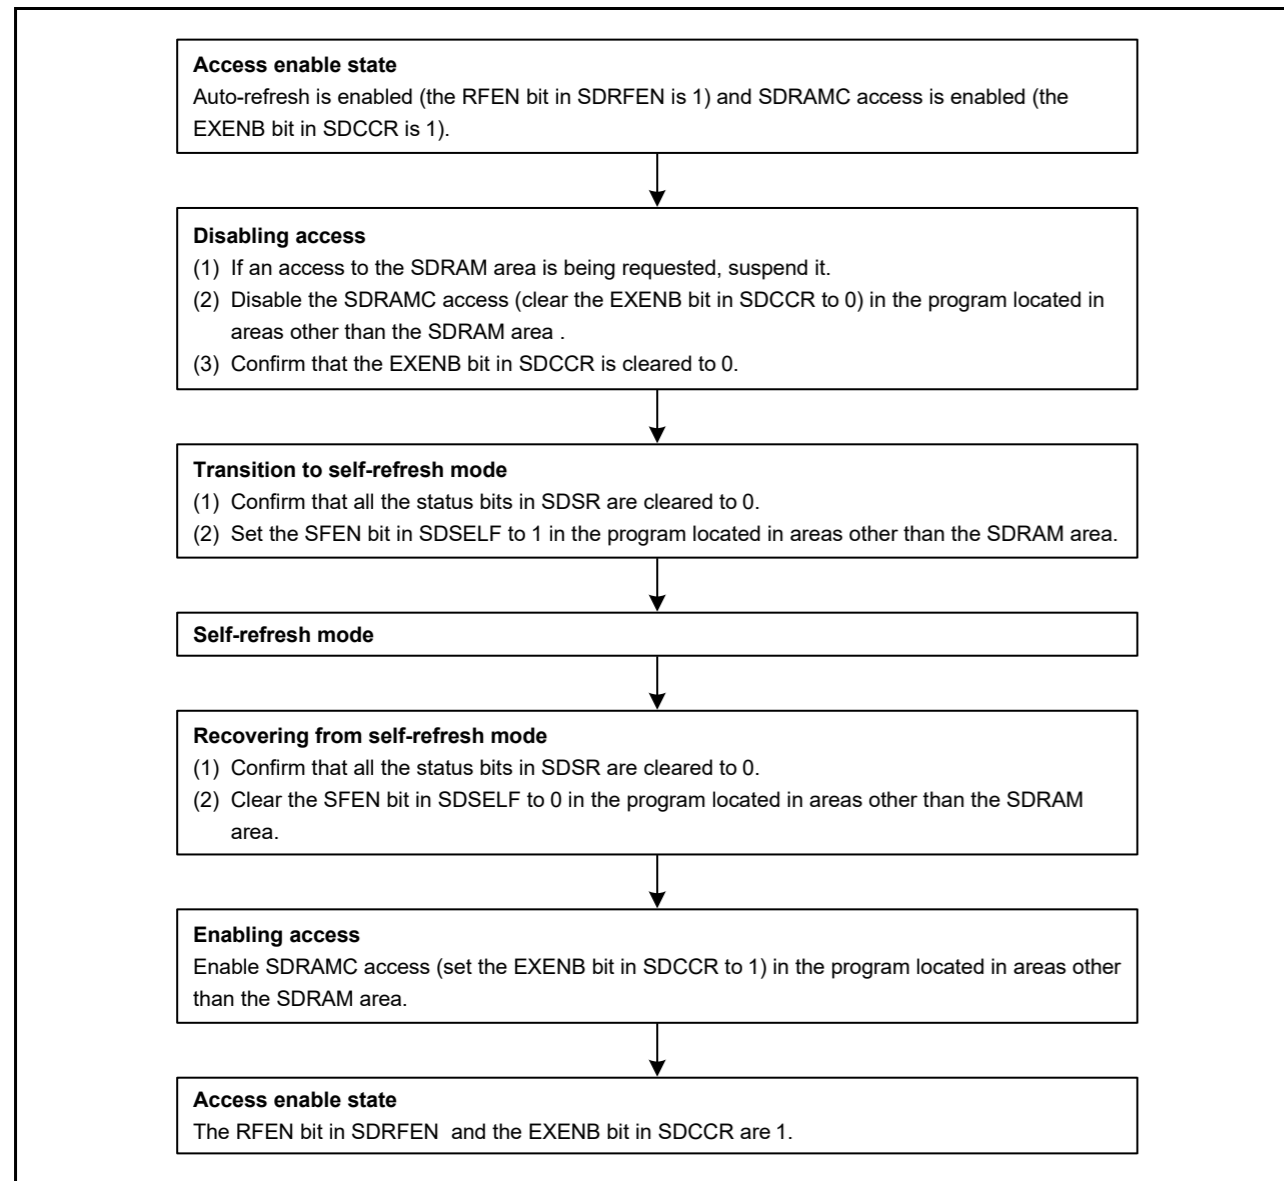 Access enable state
Auto-refresh is enabled (the RFEN bit in SDRFEN is 1) and SDRAMC access is enabled (the
EXENB bit in SDCCR is 1).
Disabling access
(1) If an access to the SDRAM area is being requested, suspend it.
(2) Disable the SDRAMC access (clear the EXENB bit in SDCCR to 0) in the program located in
areas other than the SDRAM area .
(3) Confirm that the EXENB bit in SDCCR is cleared to 0.
Transition to self-refresh mode
(1) Confirm that all the status bits in SDSR are cleared to 0.
(2) Set the SFEN bit in SDSELF to 1 in the program located in areas other than the SDRAM area.
Self-refresh mode
Recovering from self-refresh mode
(1) Confirm that all the status bits in SDSR are cleared to 0.
(2) Clear the SFEN bit in SDSELF to 0 in the program located in areas other than the SDRAM
area.
Enabling access
Enable SDRAMC access (set the EXENB bit in SDCCR to 1) in the program located in areas other
than the SDRAM area.
Access enable state
The RFEN bit in SDRFEN and the EXENB bit in SDCCR are 1.